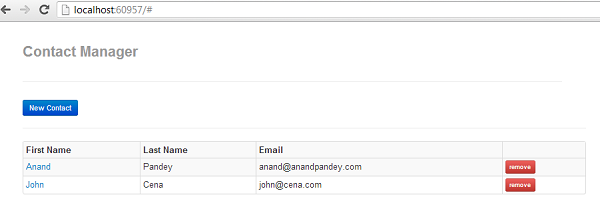 localhost:60957/#
Contact Manager
New Contact
First Name Last Name Email
Anand Pandey anand@anandpandey.com remove
John Cena john@cena.com remove